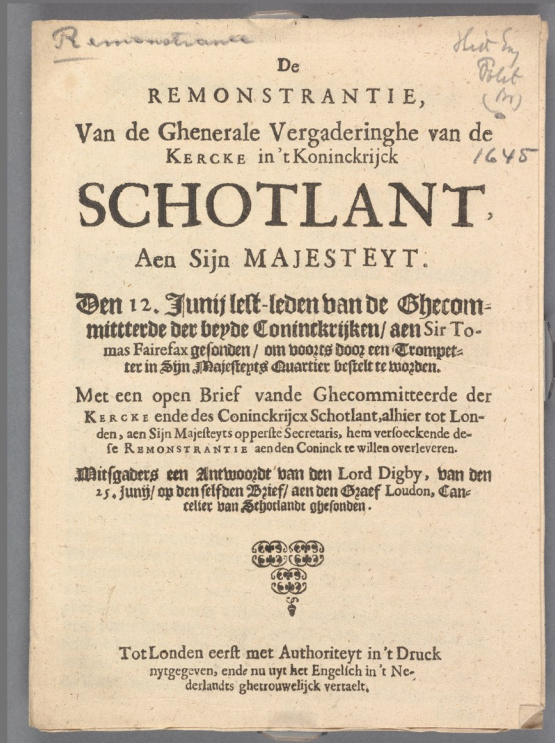 Remonstrance
Hist Eng
1645
De
REMONSTRANTIE,
Van de Ghenerale Vergaderinghe van de
KERCKE in't Koninckrijck
SCHOTLANT,
Aen Sijn MAJESTEYT.
Den 12. Junij lest-leden van de Ghecom-
mittterde der beyde Coninckrijken/ aen Sir To-
mas Fairefax gesonden/ om voorts door een Trompet-
ter in Sijn Majesteyts Quartier bestelt te worden.
Met een open Brief vande Ghecommitteerde der
KERCKE ende des Coninckrijcx Schotlant, alhier tot Lon-
den, aen Sijn Majesteyts opperste Secretaris, hem versoeckende de-
se REMONSTRANTIE aen den Coninck te willen overleveren.
Mitsgaders een Antwoordt van den Lord Digby, van den
25. Junij/ op den selfden Brief/ aen den Graef Loudon, Can-
celier van Schotlandt ghesonden.
Tot Londen eerst met Authoriteyt in't Druck
nytgegeven, ende nu uyt het Engelsch in't Ne-
derlandts ghetrouwelijck vertaelt.